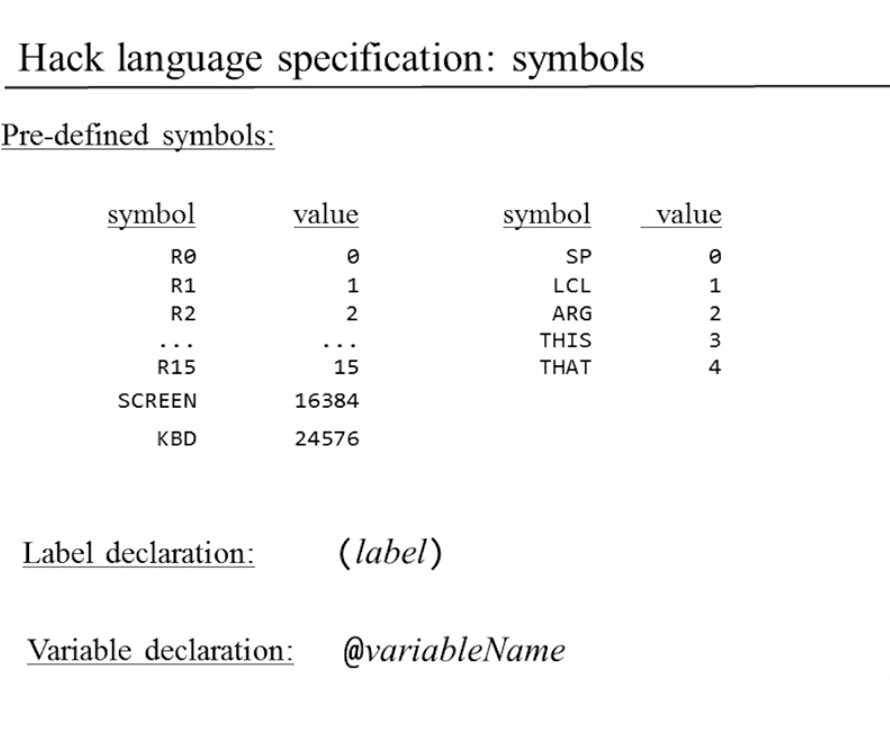 Hack language specification: symbols
Pre-defined symbols:
symbol value symbol value
R0 0 SP 0
R1 1 LCL 1
R2 2 ARG 2
... ... THIS 3
R15 15 THAT 4
SCREEN 16384
KBD 24576
Label declaration: (label)
Variable declaration: @variableName